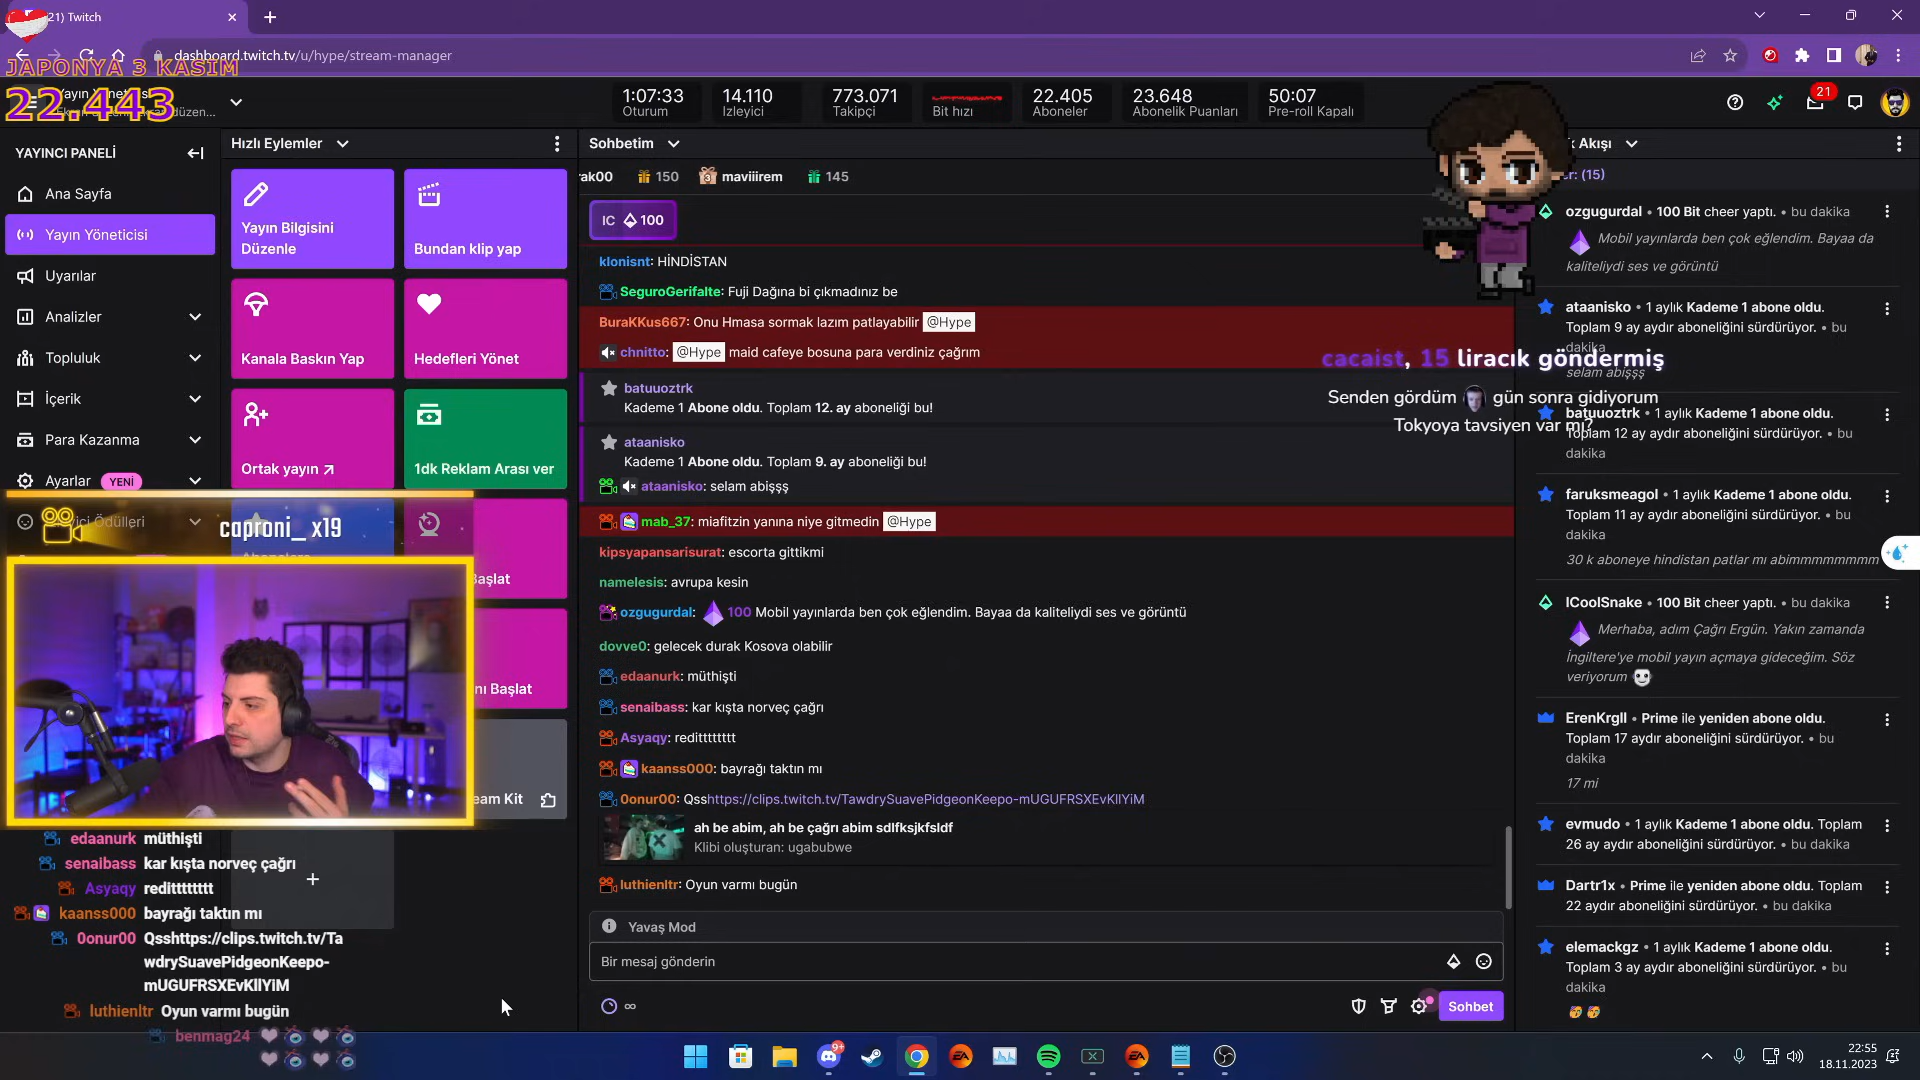 21) Twitch
dashboard.twitch.tv/u/hype/stream-manager
JAPONYA 3 KASIM
22.443
1:07:33
Oturum
14.110
İzleyici
773.071
Takipçi
Bit hızı
22.405
Aboneler
23.648
Abonelik Puanları
50:07
Pre-roll Kapalı
21
YAYINCI PANELİ
Ana Sayfa
Yayın Yöneticisi
Uyarılar
Analizler
Topluluk
İçerik
Para Kazanma
Ayarlar YENİ
Hızlı Eylemler
Yayın Bilgisini
Düzenle
Bundan klip yap
Kanala Baskın Yap
Hedefleri Yönet
Ortak yayın
1dk Reklam Arası ver
caproni_x19
edaanurk müthişti
senaibass kar kışta norveç çağrı
Asyaqy redittttttttt
kaanss000 bayrağı taktın mı
0onur00 Qsshttps://clips.twitch.tv/Ta
wdrySuavePidgeonKeepo-
mUGUFRSXEvKllYiM
luthienltr Oyun varmı bugün
benmag24
Sohbetim
rak00 150 maviiirem 145
IC 100
klonisnt: HİNDİSTAN
SeguroGerifalte: Fuji Dağına bi çıkmadınız be
BuraKKus667: Onu Hmasa sormak lazım patlayabilir @Hype
chnitto: @Hype maid cafeye bosuna para verdiniz çağrım
batuuoztrk
Kademe 1 Abone oldu. Toplam 12. ay aboneliği bu!
ataanisko
Kademe 1 Abone oldu. Toplam 9. ay aboneliği bu!
ataanisko: selam abişşş
mab_37: miafitzin yanına niye gitmedin @Hype
kipsyapansarisurat: escorta gittikmi
namelesis: avrupa kesin
ozgugurdal: 100 Mobil yayınlarda ben çok eğlendim. Bayaa da kaliteliydi ses ve görüntü
dovve0: gelecek durak Kosova olabilir
edaanurk: müthişti
senaibass: kar kışta norveç çağrı
Asyaqy: redittttttttt
kaanss000: bayrağı taktın mı
0onur00: Qsshttps://clips.twitch.tv/TawdrySuavePidgeonKeepo-mUGUFRSXEvKllYiM
ah be abim, ah be çağrı abim sdlfksjkfsldf
Klibi oluşturan: ugabubwe
luthienltr: Oyun varmı bugün
Yavaş Mod
Bir mesaj gönderin
Sohbet
cacaist, 15 liracık göndermiş
Senden gördüm gün sonra gidiyorum
Tokyoya tavsiyen var mı?
k Akışı
(15)
ozgugurdal • 100 Bit cheer yaptı. • bu dakika
Mobil yayınlarda ben çok eğlendim. Bayaa da
kaliteliydi ses ve görüntü
ataanisko • 1 aylık Kademe 1 abone oldu.
Toplam 9 ay aydır aboneliğini sürdürüyor. • bu
dakika
selam abişşş
batuuoztrk • 1 aylık Kademe 1 abone oldu.
Toplam 12 ay aydır aboneliğini sürdürüyor. • bu
dakika
faruksmeagol • 1 aylık Kademe 1 abone oldu.
Toplam 11 ay aydır aboneliğini sürdürüyor. • bu
dakika
30 k aboneye hindistan patlar mı abimmmmmmmm
ICoolSnake • 100 Bit cheer yaptı. • bu dakika
Merhaba, adım Çağrı Ergün. Yakın zamanda
İngiltere'ye mobil yayın açmaya gideceğim. Söz
veriyorum
ErenKrgll • Prime ile yeniden abone oldu.
Toplam 17 ay aydır aboneliğini sürdürüyor. • bu
dakika
17 mi
evmudo • 1 aylık Kademe 1 abone oldu. Toplam
26 ay aydır aboneliğini sürdürüyor. • bu dakika
Dartr1x • Prime ile yeniden abone oldu. Toplam
22 aydır aboneliğini sürdürüyor. • bu dakika
elemackgz • 1 aylık Kademe 1 abone oldu.
Toplam 3 ay aydır aboneliğini sürdürüyor. • bu
dakika
22:55
18.11.2023